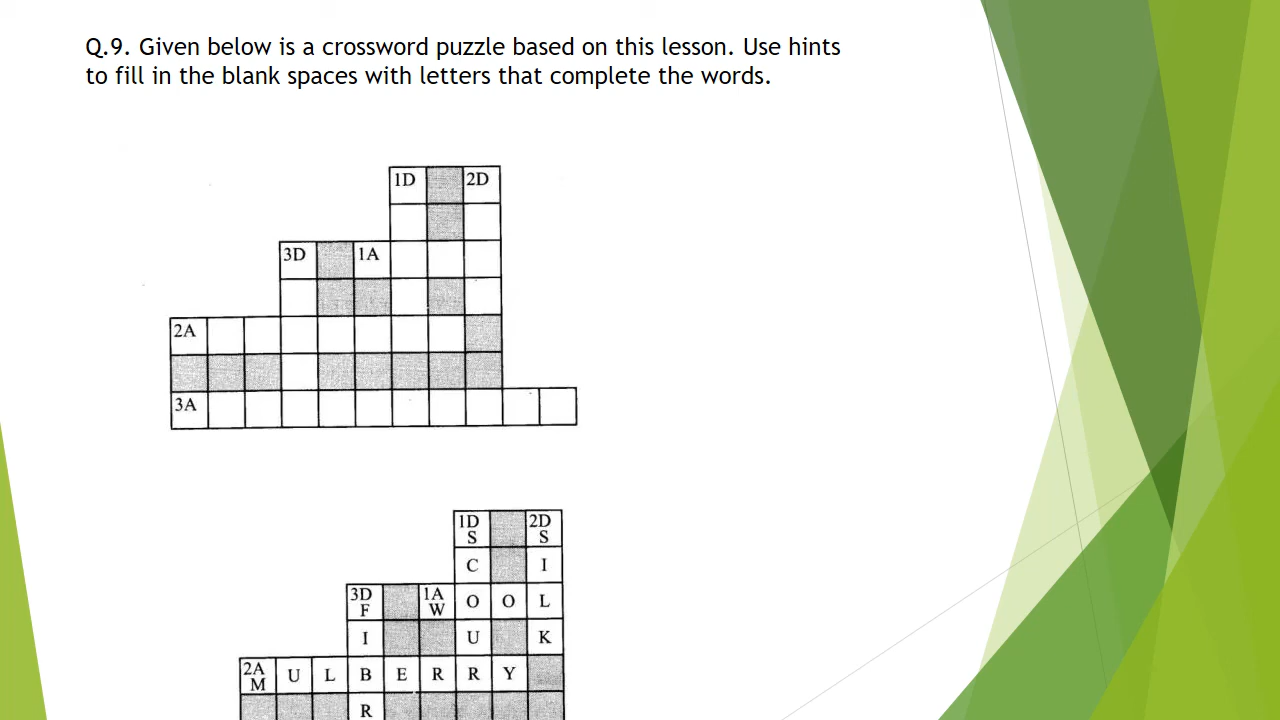 Q.9. Given below is a crossword puzzle based on this lesson. Use hints
to fill in the blank spaces with letters that complete the words.
1D 2D
3D 1A
2A
3A
1D 2D
S S
C I
3D 1A
F W O O L
I U K
2A
M U L B E R R Y
R